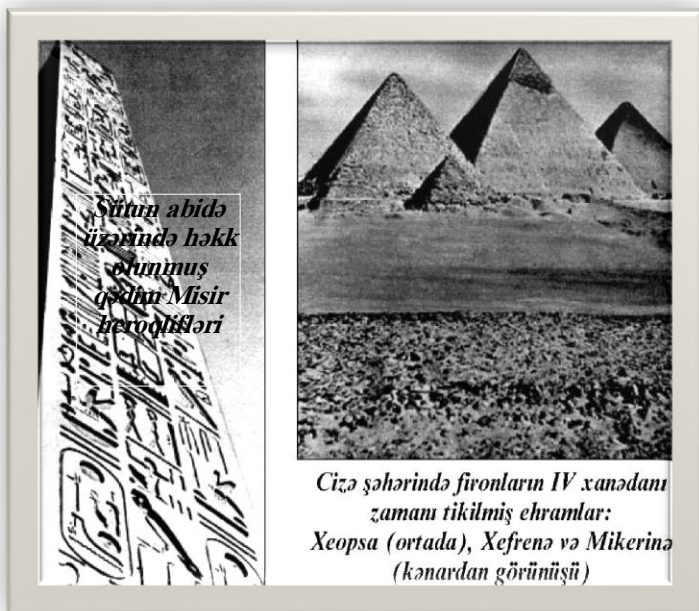 Sütun abidə
üzərində həkk
olunmuş
qədim Misir
heroqlifləri
Cizə şəhərində fironların IV xanədanı
zamanı tikilmiş ehramlar:
Xeopsa (ortada), Xefrenə və Mikerinə
(kənardan görünüşü)